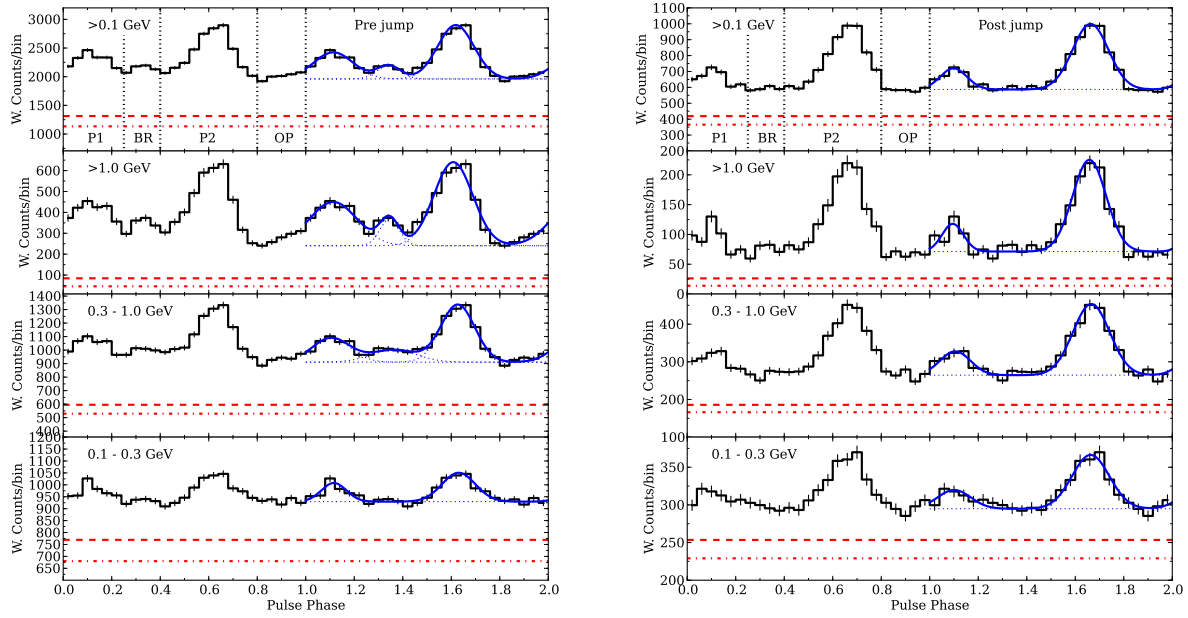 3000
2500
2000
1500
1000
W. Counts/bin
>0.1 GeV
Pre jump
P1
BR
P2
OP
600
500
400
300
200
100
W. Counts/bin
>1.0 GeV
1400
1300
1200
1100
1000
900
800
700
600
500
400
W. Counts/bin
0.3 - 1.0 GeV
1200
1150
1100
1050
1000
950
900
850
800
750
700
650
W. Counts/bin
0.1 - 0.3 GeV
0.0 0.2 0.4 0.6 0.8 1.0 1.2 1.4 1.6 1.8 2.0
Pulse Phase
1100
1000
900
800
700
600
500
400
300
W. Counts/bin
>0.1 GeV
Post jump
P1
BR
P2
OP
200
150
100
50
0
W. Counts/bin
>1.0 GeV
400
300
200
100
W. Counts/bin
0.3 - 1.0 GeV
350
300
250
200
W. Counts/bin
0.1 - 0.3 GeV
0.0 0.2 0.4 0.6 0.8 1.0 1.2 1.4 1.6 1.8 2.0
Pulse Phase